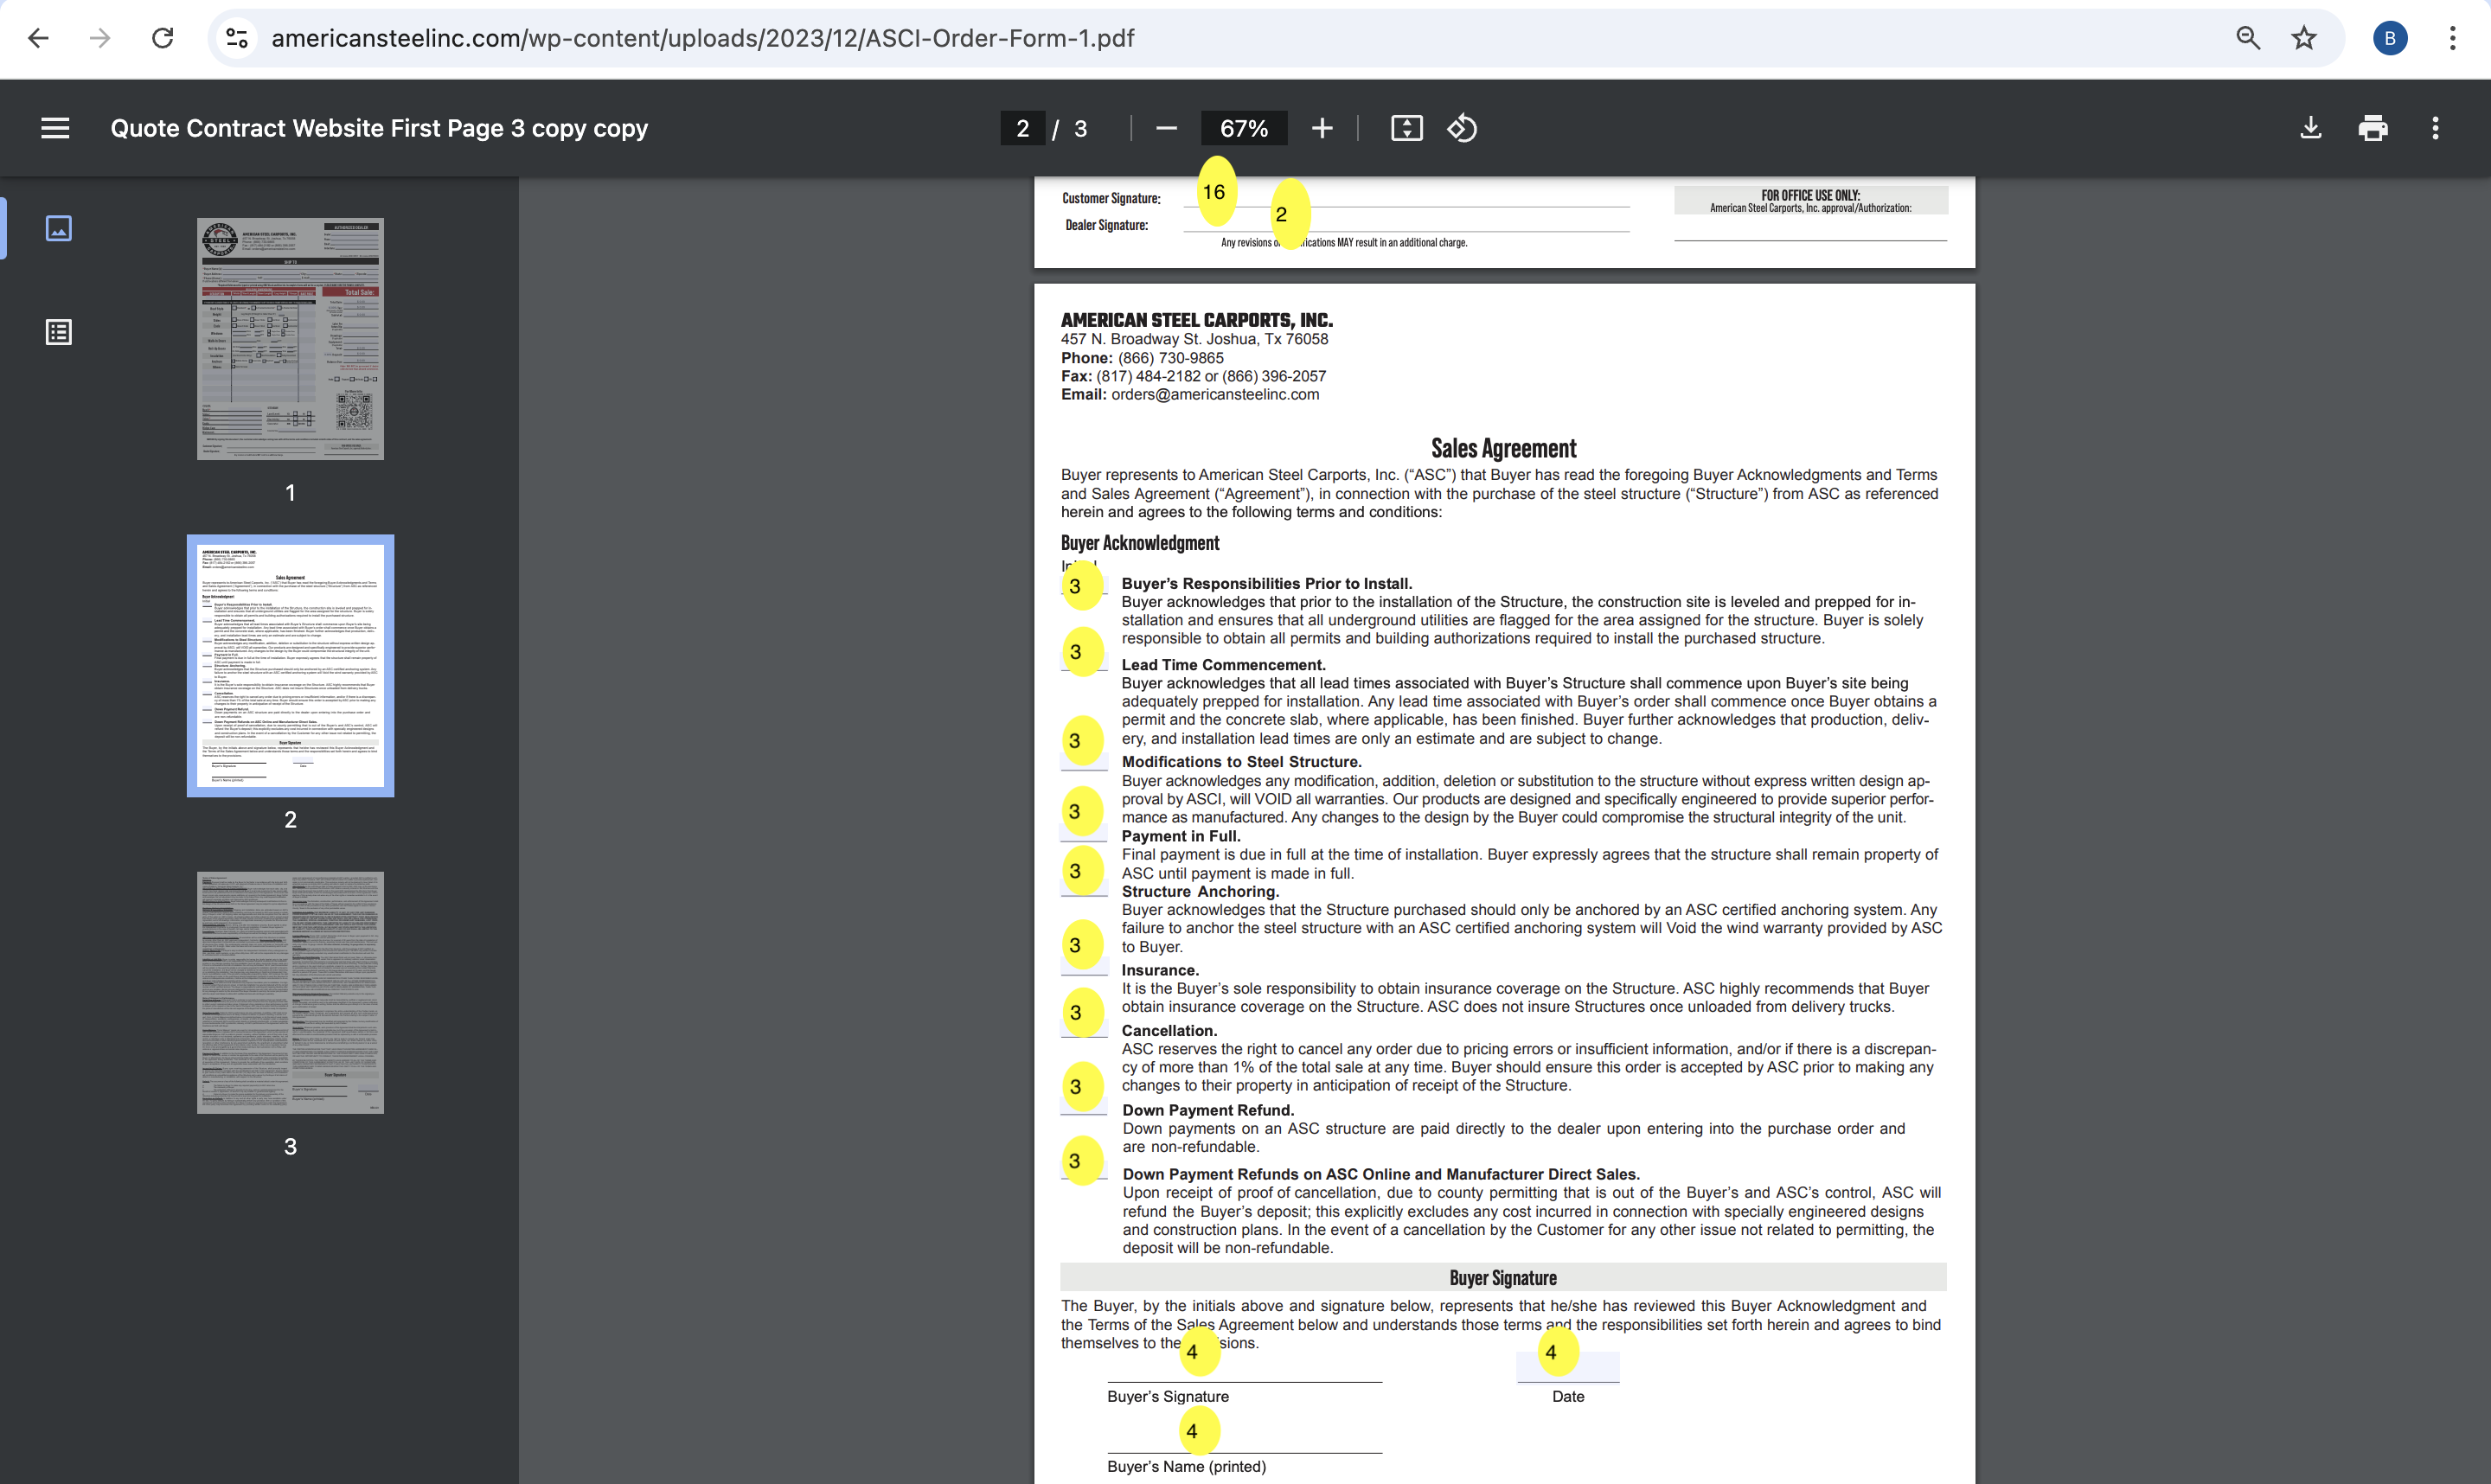 americansteelinc.com/wp-content/uploads/2023/12/ASCI-Order-Form-1.pdf
B
Quote Contract Website First Page 3 copy copy
2 / 3
67%
1
2
3
16
2
Customer Signature:
Dealer Signature:
Any revisions o ications MAY result in an additional charge.
FOR OFFICE USE ONLY:
American Steel Carports, Inc. approval/Authorization:
AMERICAN STEEL CARPORTS, INC.
457 N. Broadway St. Joshua, Tx 76058
Phone: (866) 730-9865
Fax: (817) 484-2182 or (866) 396-2057
Email: orders@americansteelinc.com
Sales Agreement
Buyer represents to American Steel Carports, Inc. (“ASC”) that Buyer has read the foregoing Buyer Acknowledgments and Terms
and Sales Agreement (“Agreement”), in connection with the purchase of the steel structure (“Structure”) from ASC as referenced
herein and agrees to the following terms and conditions:
Buyer Acknowledgment
3
Buyer’s Responsibilities Prior to Install.
Buyer acknowledges that prior to the installation of the Structure, the construction site is leveled and prepped for in-
stallation and ensures that all underground utilities are flagged for the area assigned for the structure. Buyer is solely
responsible to obtain all permits and building authorizations required to install the purchased structure.
3
Lead Time Commencement.
Buyer acknowledges that all lead times associated with Buyer’s Structure shall commence upon Buyer’s site being
adequately prepped for installation. Any lead time associated with Buyer’s order shall commence once Buyer obtains a
permit and the concrete slab, where applicable, has been finished. Buyer further acknowledges that production, deliv-
ery, and installation lead times are only an estimate and are subject to change.
3
Modifications to Steel Structure.
Buyer acknowledges any modification, addition, deletion or substitution to the structure without express written design ap-
proval by ASCI, will VOID all warranties. Our products are designed and specifically engineered to provide superior perfor-
mance as manufactured. Any changes to the design by the Buyer could compromise the structural integrity of the unit.
3
Payment in Full.
Final payment is due in full at the time of installation. Buyer expressly agrees that the structure shall remain property of
ASC until payment is made in full.
3
Structure Anchoring.
Buyer acknowledges that the Structure purchased should only be anchored by an ASC certified anchoring system. Any
failure to anchor the steel structure with an ASC certified anchoring system will Void the wind warranty provided by ASC
to Buyer.
3
Insurance.
It is the Buyer’s sole responsibility to obtain insurance coverage on the Structure. ASC highly recommends that Buyer
obtain insurance coverage on the Structure. ASC does not insure Structures once unloaded from delivery trucks.
3
Cancellation.
ASC reserves the right to cancel any order due to pricing errors or insufficient information, and/or if there is a discrepan-
cy of more than 1% of the total sale at any time. Buyer should ensure this order is accepted by ASC prior to making any
changes to their property in anticipation of receipt of the Structure.
3
Down Payment Refund.
Down payments on an ASC structure are paid directly to the dealer upon entering into the purchase order and
are non-refundable.
3
Down Payment Refunds on ASC Online and Manufacturer Direct Sales.
Upon receipt of proof of cancellation, due to county permitting that is out of the Buyer’s and ASC’s control, ASC will
refund the Buyer’s deposit; this explicitly excludes any cost incurred in connection with specially engineered designs
and construction plans. In the event of a cancellation by the Customer for any other issue not related to permitting, the
deposit will be non-refundable.
Buyer Signature
The Buyer, by the initials above and signature below, represents that he/she has reviewed this Buyer Acknowledgment and
the Terms of the Sales Agreement below and understands those terms and the responsibilities set forth herein and agrees to bind
themselves to the sions.
4
4
Buyer’s Signature
Date
4
Buyer’s Name (printed)